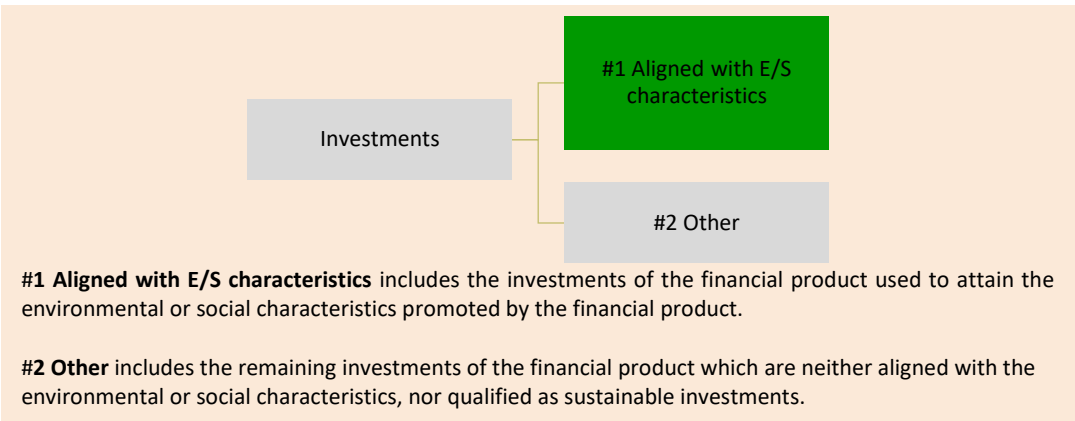 #1 Aligned with E/S
characteristics
Investments
#2 Other
#1 Aligned with E/S characteristics includes the investments of the financial product used to attain the
environmental or social characteristics promoted by the financial product.
#2 Other includes the remaining investments of the financial product which are neither aligned with the
environmental or social characteristics, nor qualified as sustainable investments.